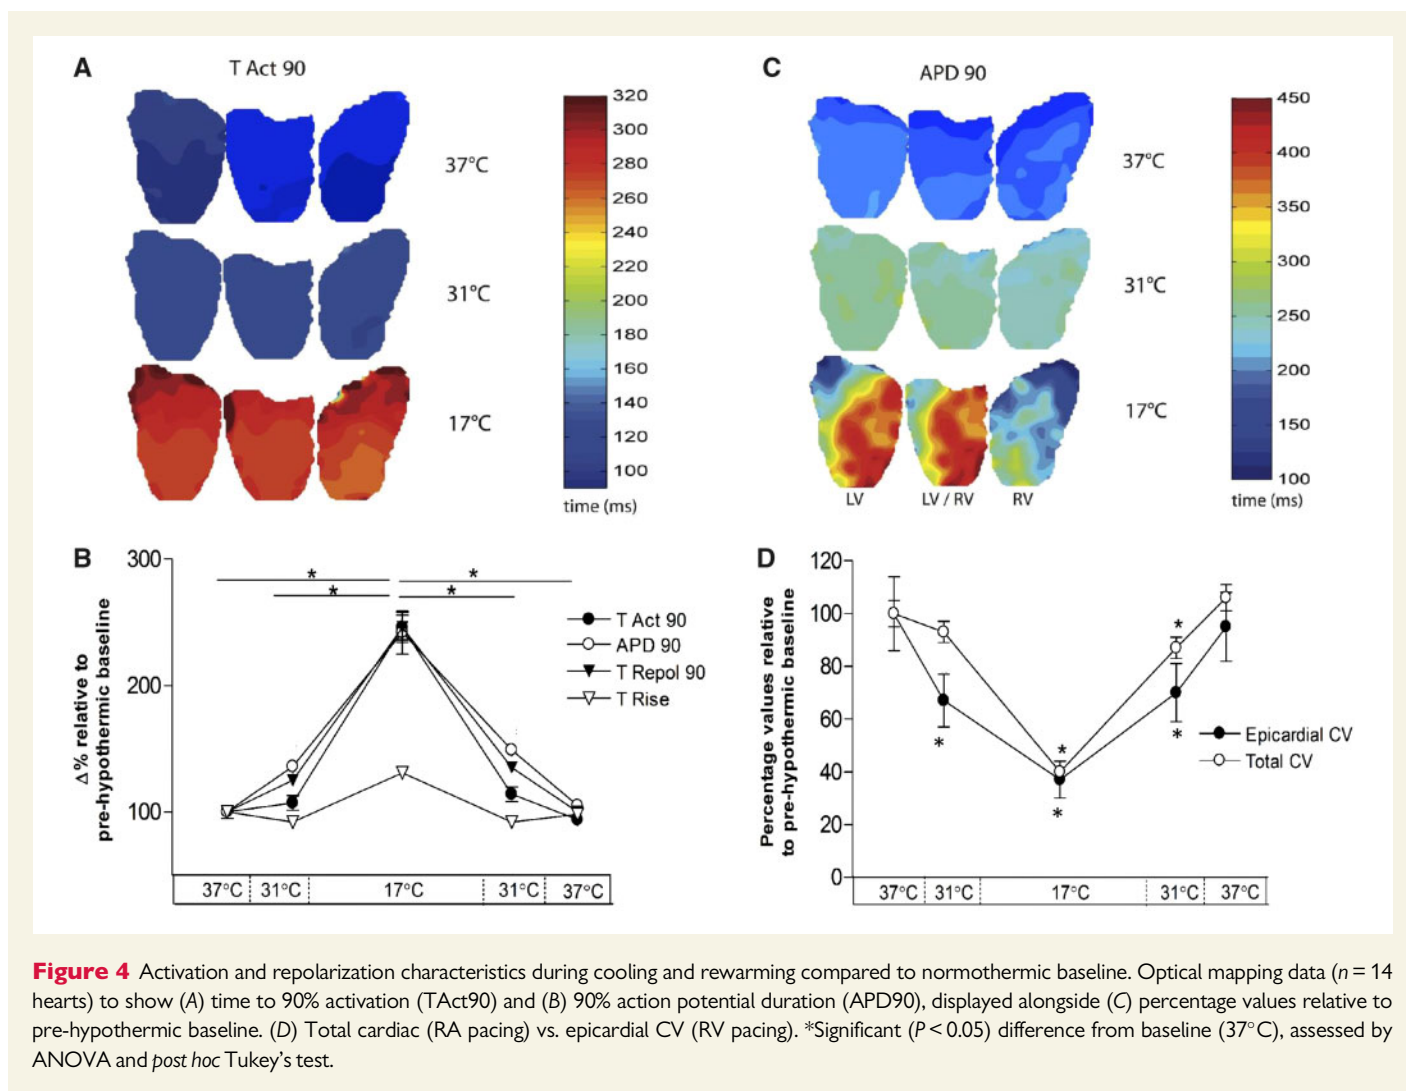 A
T Act 90
37°C
31°C
17°C
320
300
280
260
240
220
200
180
160
140
120
100
time (ms)
C
APD 90
37°C
31°C
17°C
LV
LV / RV
RV
450
400
350
300
250
200
150
100
time (ms)
B
Δ% relative to
pre-hypothermic baseline
300
200
100
*
*
*
*
T Act 90
APD 90
T Repol 90
T Rise
37°C 31°C 17°C 31°C 37°C
D
Percentage values relative
to pre-hypothermic baseline
120
100
80
60
40
20
0
*
*
*
*
*
Epicardial CV
Total CV
37°C 31°C 17°C 31°C 37°C
Figure 4 Activation and repolarization characteristics during cooling and rewarming compared to normothermic baseline. Optical mapping data (n = 14
hearts) to show (A) time to 90% activation (TAct90) and (B) 90% action potential duration (APD90), displayed alongside (C) percentage values relative to
pre-hypothermic baseline. (D) Total cardiac (RA pacing) vs. epicardial CV (RV pacing). *Significant (P < 0.05) difference from baseline (37°C), assessed by
ANOVA and post hoc Tukey's test.